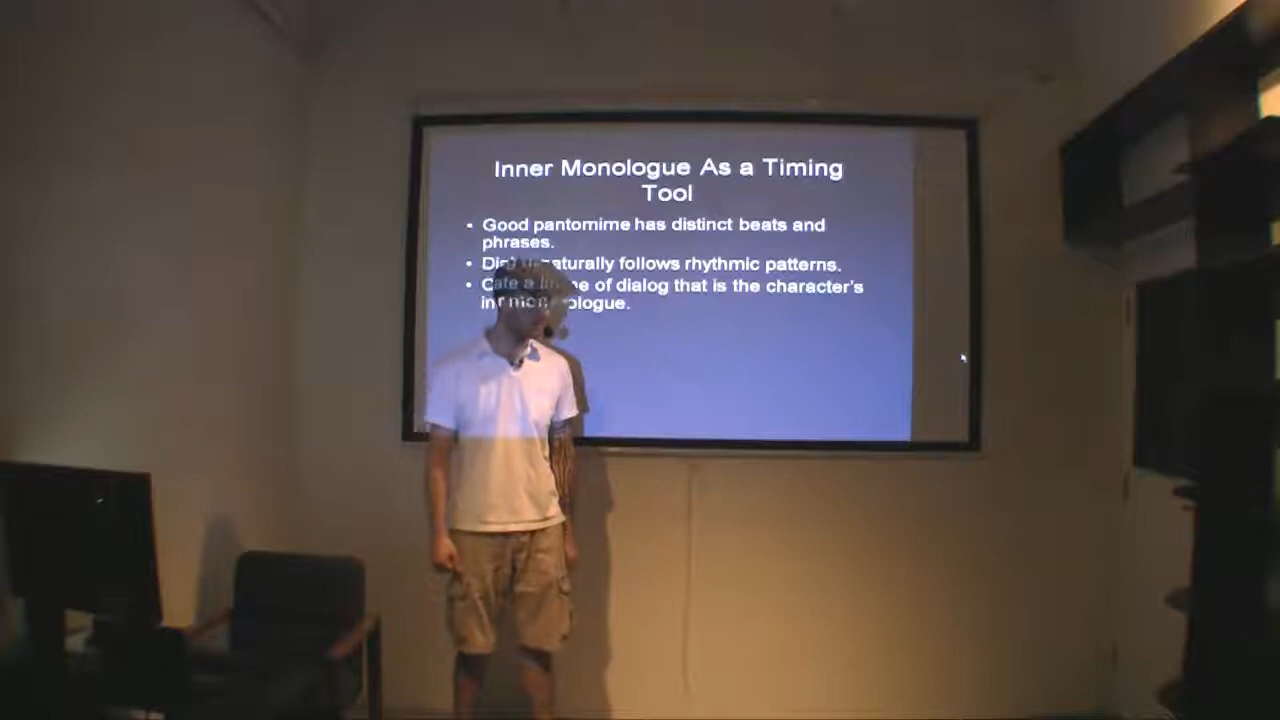 Inner Monologue As a Timing
Tool
• Good pantomime has distinct beats and
phrases.
• naturally follows rhythmic patterns.
• a of dialog that is the character's